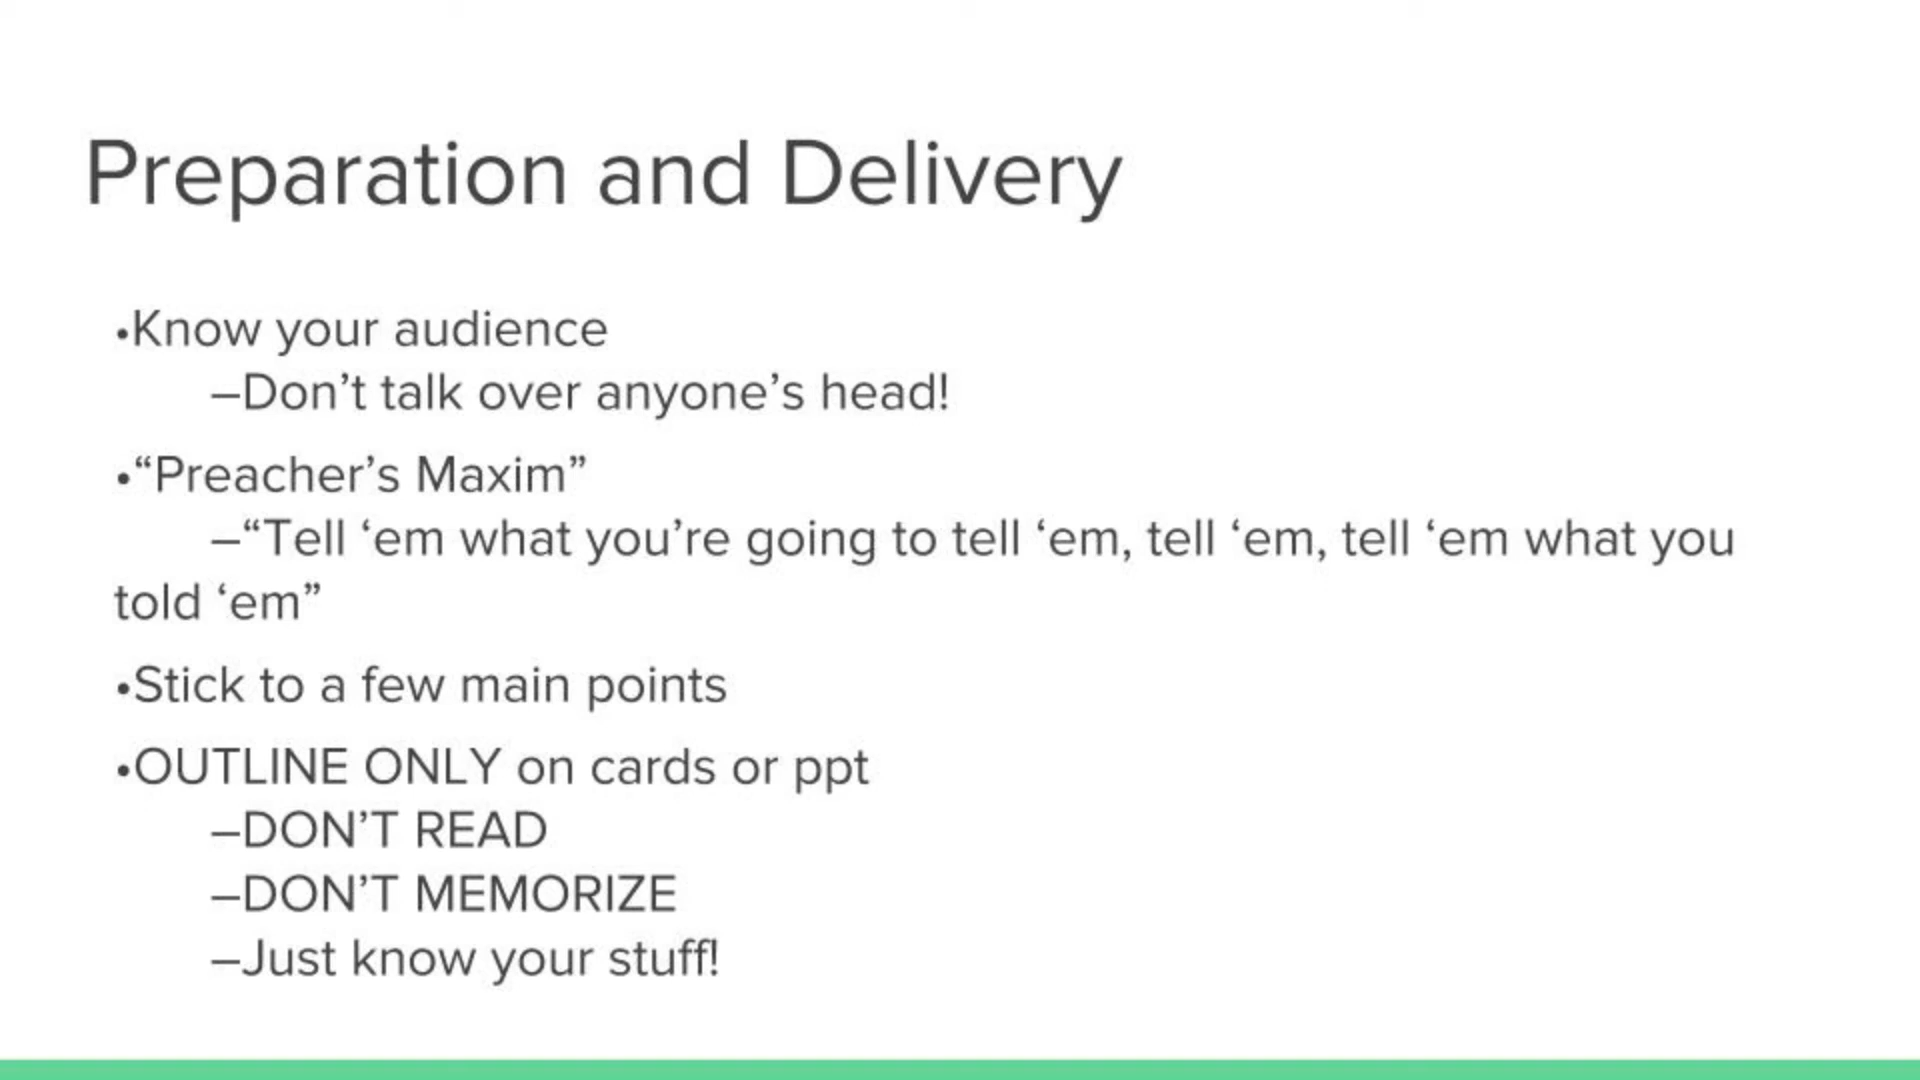 Preparation and Delivery
•Know your audience
–Don’t talk over anyone’s head!
•“Preacher’s Maxim”
–“Tell ‘em what you’re going to tell ‘em, tell ‘em, tell ‘em what you
told ‘em”
•Stick to a few main points
•OUTLINE ONLY on cards or ppt
–DON’T READ
–DON’T MEMORIZE
–Just know your stuff!